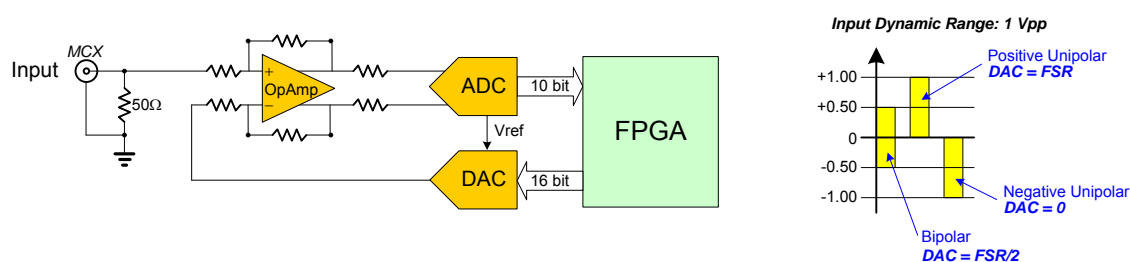 Input
MCX
50Ω
+
OpAmp
−
ADC
10 bit
Vref
DAC
16 bit
FPGA
Input Dynamic Range: 1 Vpp
+1.00
+0.50
0
-0.50
-1.00
Positive Unipolar
DAC = FSR
Negative Unipolar
DAC = 0
Bipolar
DAC = FSR/2